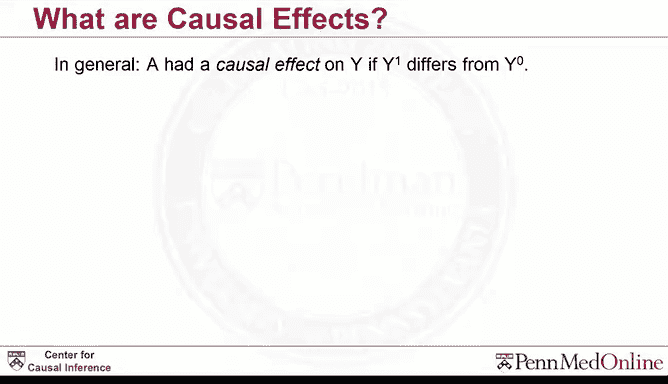 What are Causal Effects?
In general: A had a causal effect on Y if Y¹ differs from Y⁰.
Center for
Causal Inference
PennMedOnline